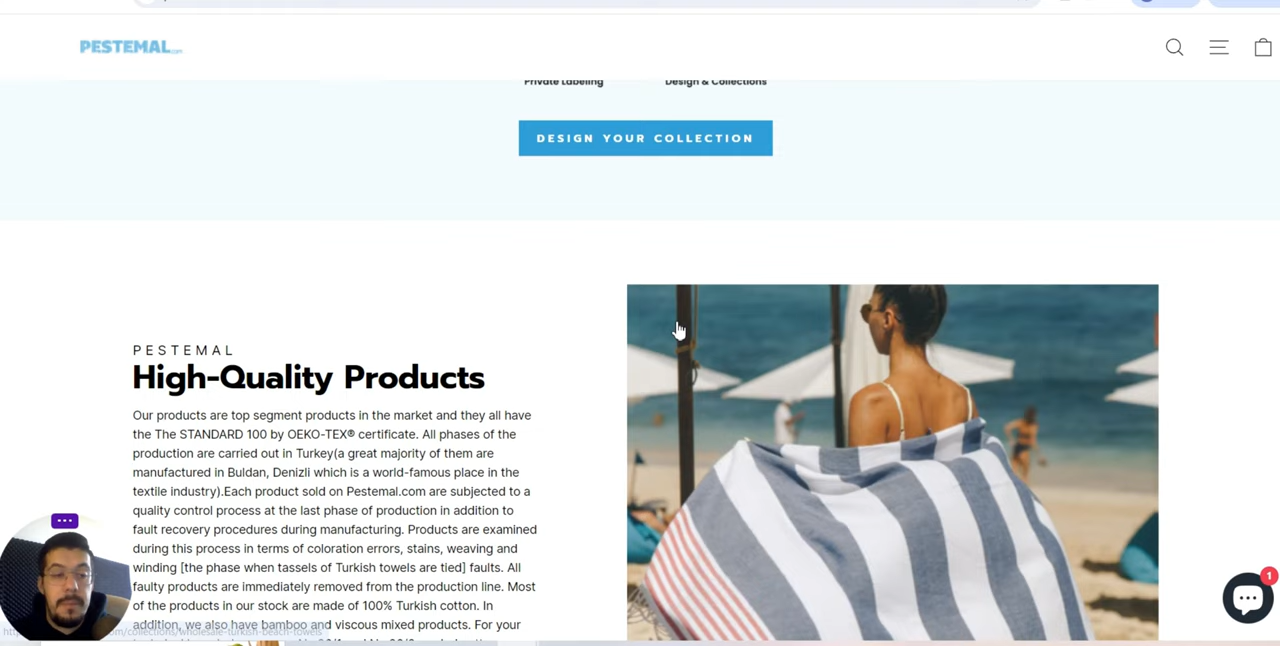 PESTEMAL.com
Private Labeling
Design & Collections
DESIGN YOUR COLLECTION
PESTEMAL
High-Quality Products
Our products are top segment products in the market and they all have
the The STANDARD 100 by OEKO-TEX® certificate. All phases of the
production are carried out in Turkey(a great majority of them are
manufactured in Buldan, Denizli which is a world-famous place in the
textile industry).Each product sold on Pestemal.com are subjected to a
quality control process at the last phase of production in addition to
fault recovery procedures during manufacturing. Products are examined
during this process in terms of coloration errors, stains, weaving and
winding [the phase when tassels of Turkish towels are tied] faults. All
faulty products are immediately removed from the production line. Most
of the products in our stock are made of 100% Turkish cotton. In
addition, we also have bamboo and viscous mixed products. For your
om/collections/wholesale-turkish-beach-towels
1